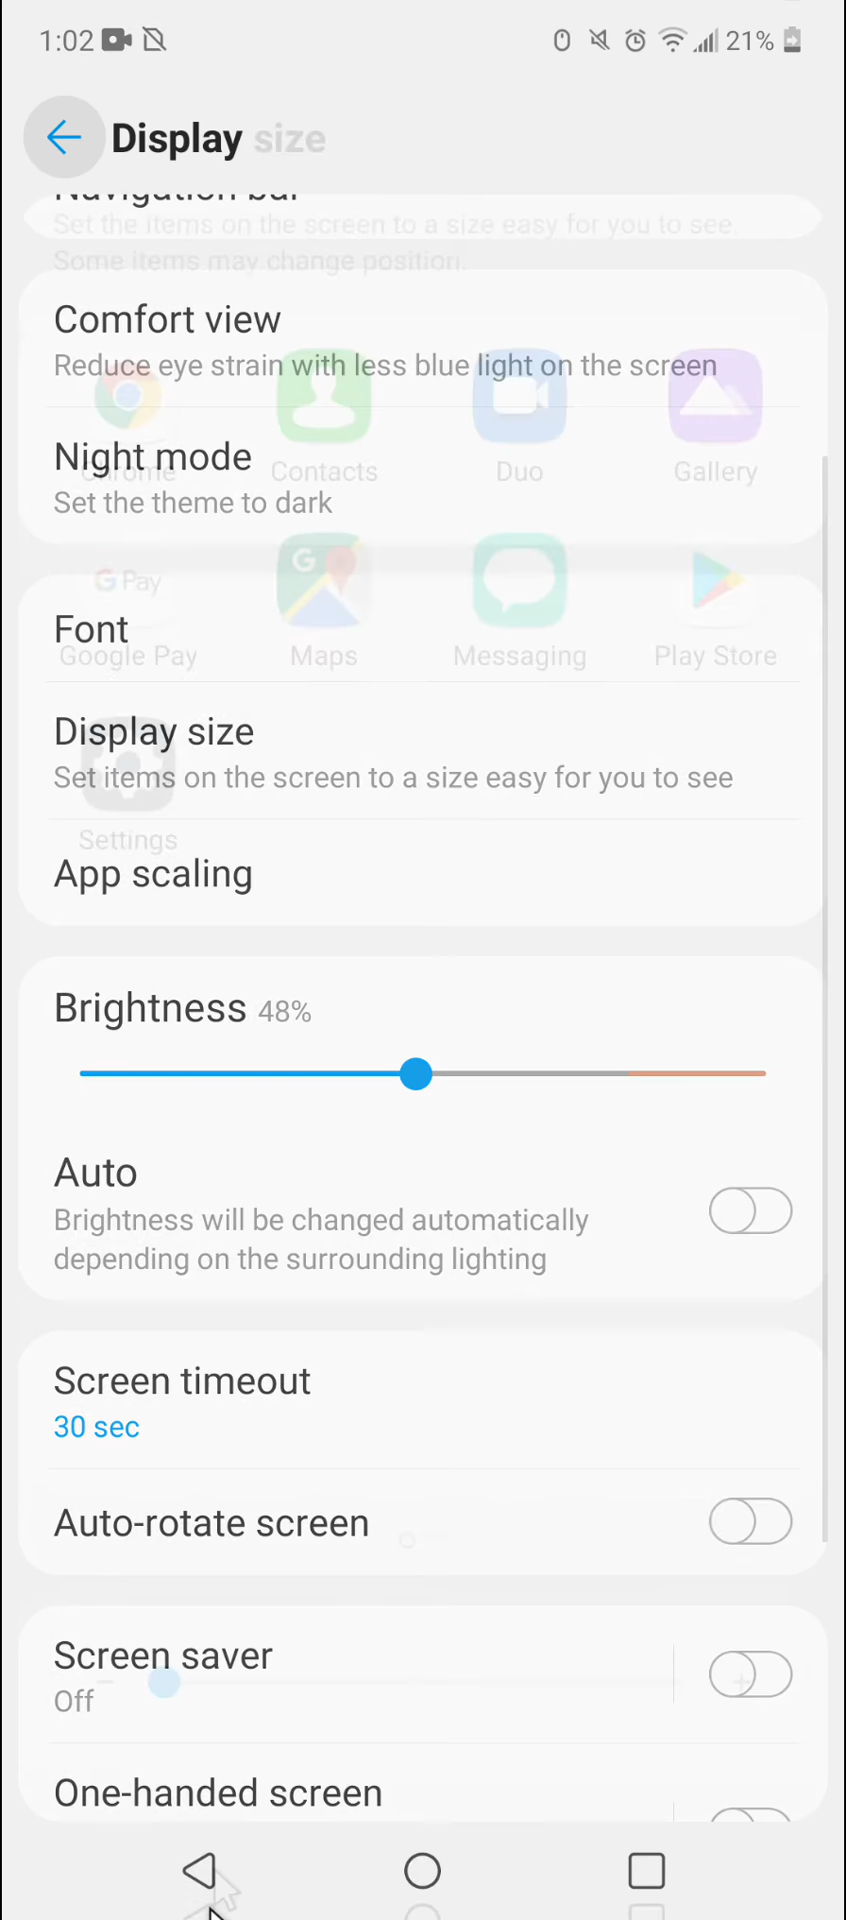 1:02
21%
Display size
Navigation bar
Set the items on the screen to a size easy for you to see.
Some items may change position.
Comfort view
Reduce eye strain with less blue light on the screen
Night mode
Chrome
Contacts
Duo
Gallery
Set the theme to dark
G Pay
Font
Google Pay
Maps
Messaging
Play Store
Display size
Set items on the screen to a size easy for you to see
Settings
App scaling
Brightness 48%
Auto
Brightness will be changed automatically
depending on the surrounding lighting
Screen timeout
30 sec
Auto-rotate screen
Screen saver
Off
One-handed screen